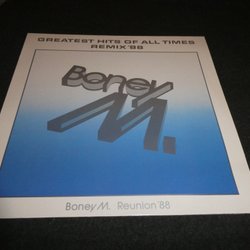 GREATEST HITS OF ALL TIMES
REMIX '88
Boney
M.
Boney M. Reunion '88